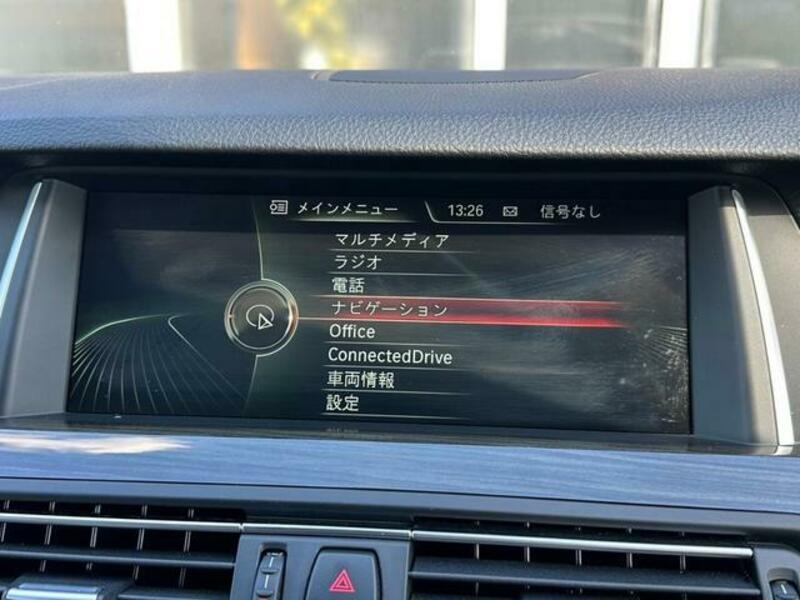 メインメニュー 13:26 信号なし
マルチメディア
ラジオ
電話
ナビゲーション
Office
ConnectedDrive
車両情報
設定